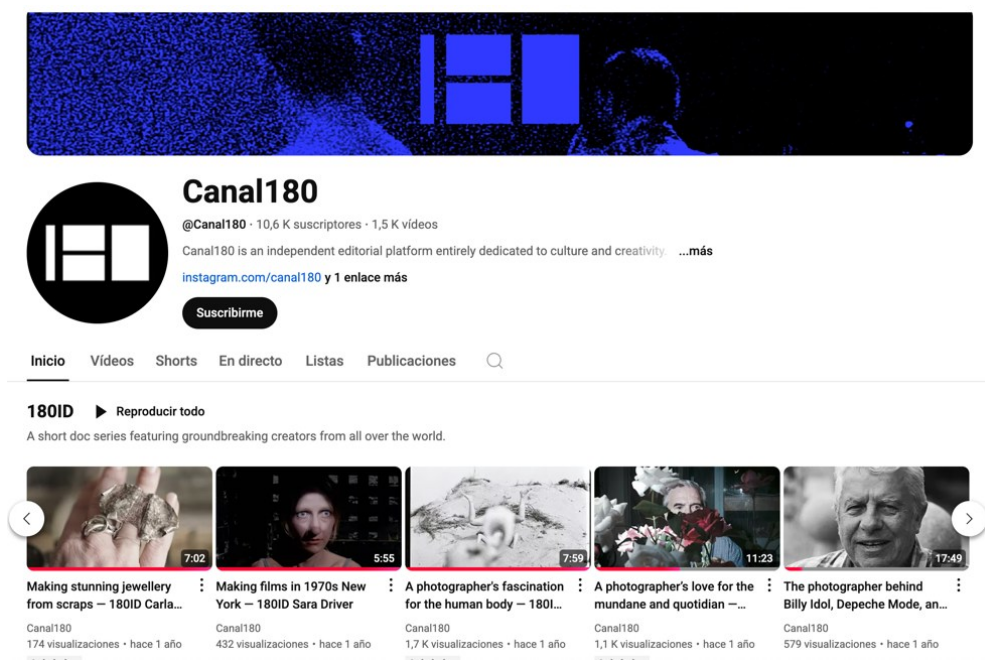 Canal180
@Canal180 · 10,6 K suscriptores · 1,5 K vídeos
Canal180 is an independent editorial platform entirely dedicated to culture and creativity. ...más
instagram.com/canal180 y 1 enlace más
Suscribirme
Inicio Vídeos Shorts En directo Listas Publicaciones
180ID Reproducir todo
A short doc series featuring groundbreaking creators from all over the world.
7:02
Making stunning jewellery
from scraps — 180ID Carla...
Canal180
174 visualizaciones • hace 1 año
5:55
Making films in 1970s New
York — 180ID Sara Driver
Canal180
432 visualizaciones • hace 1 año
7:59
A photographer's fascination
for the human body — 180I...
Canal180
1,7 K visualizaciones • hace 1 año
11:23
A photographer's love for the
mundane and quotidian —...
Canal180
1,1 K visualizaciones • hace 1 año
17:49
The photographer behind
Billy Idol, Depeche Mode, an...
Canal180
579 visualizaciones • hace 1 año